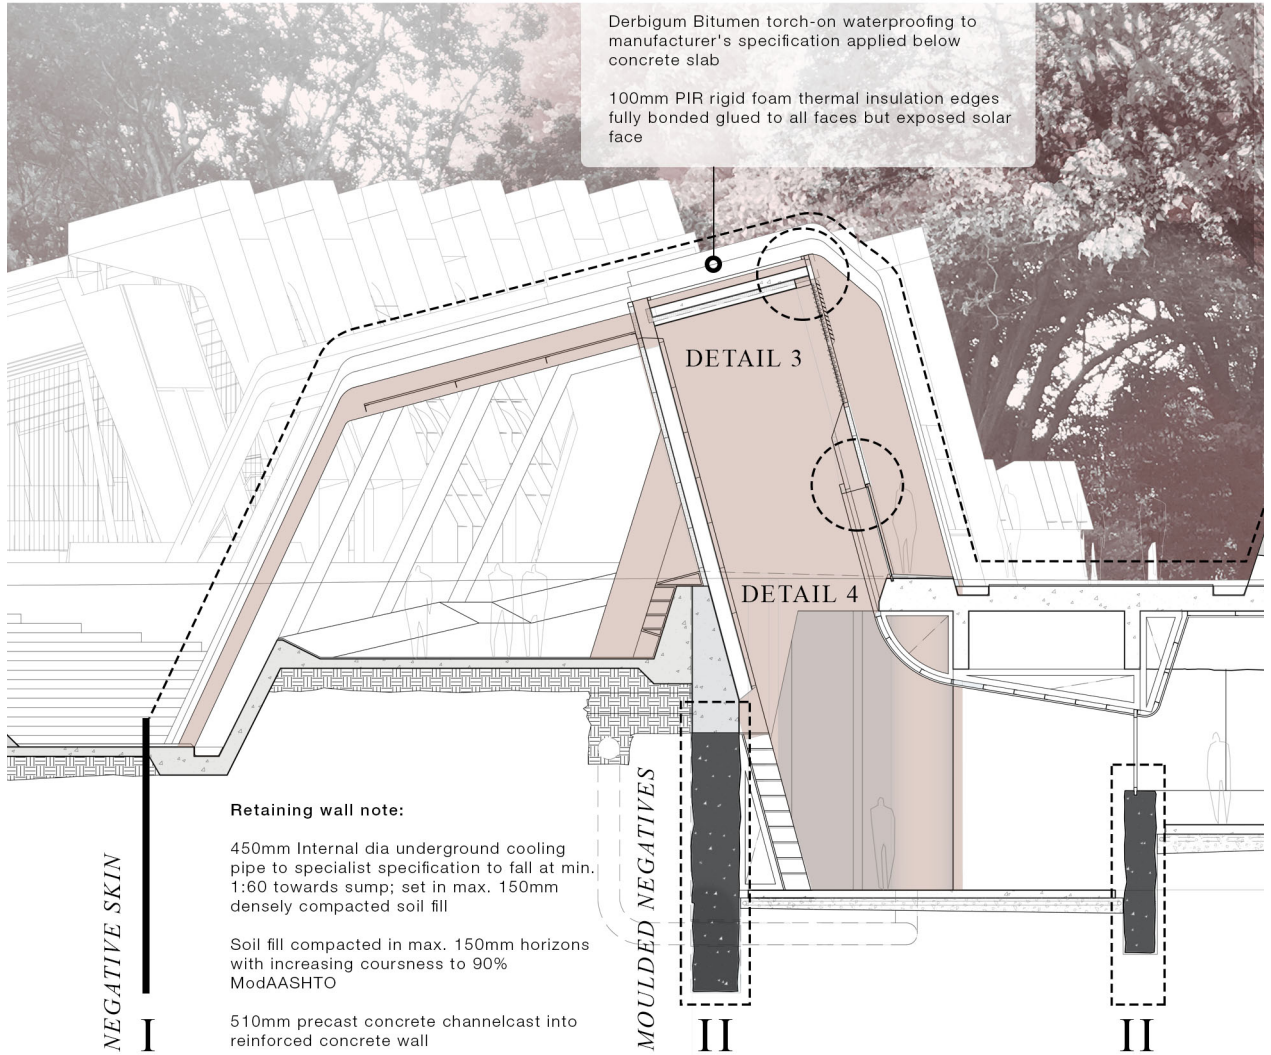 Derbigum Bitumen torch-on waterproofing to
manufacturer's specification applied below
concrete slab
100mm PIR rigid foam thermal insulation edges
fully bonded glued to all faces but exposed solar
face
DETAIL 3
DETAIL 4
Retaining wall note:
450mm Internal dia underground cooling
pipe to specialist specification to fall at min.
1:60 towards sump; set in max. 150mm
densely compacted soil fill
Soil fill compacted in max. 150mm horizons
with increasing coursness to 90%
ModAASHTO
510mm precast concrete channelcast into
reinforced concrete wall
NEGATIVE SKIN
I
MOULDED NEGATIVES
II
II